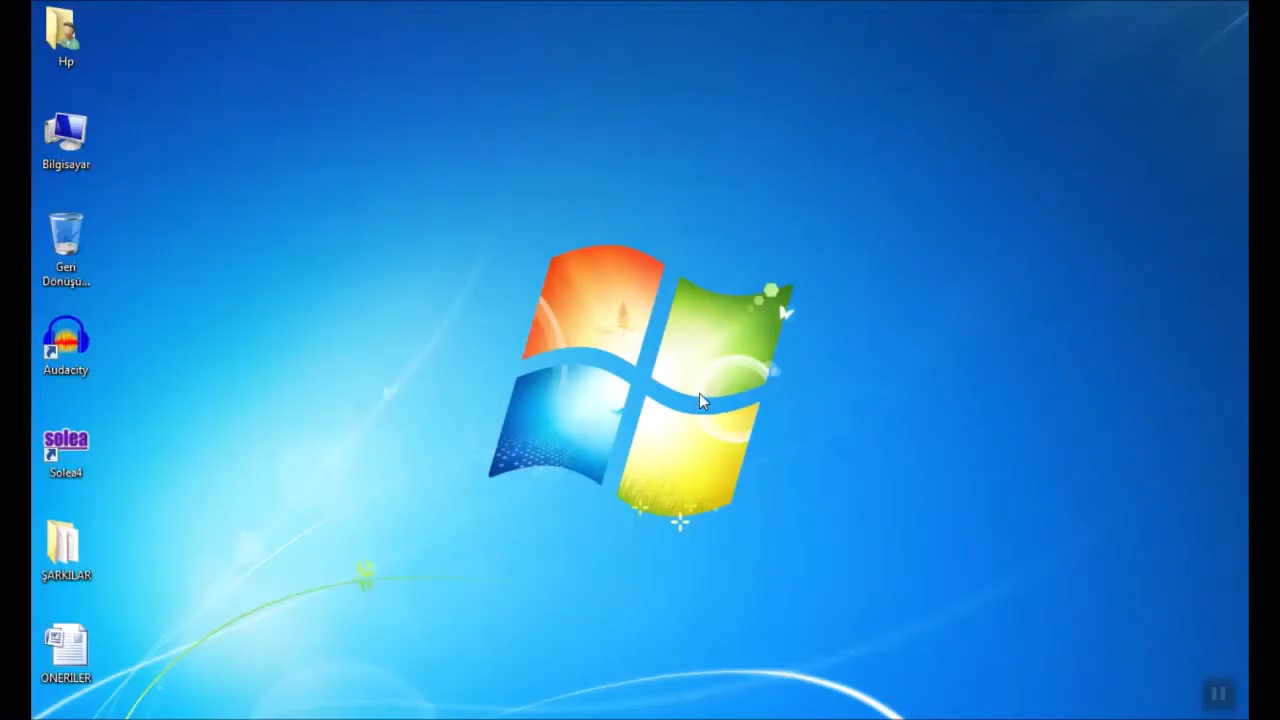 Hp
Bilgisayar
Geri
Dönüşü...
Audacity
solea
Solea4
ŞARKILAR
ONERILER